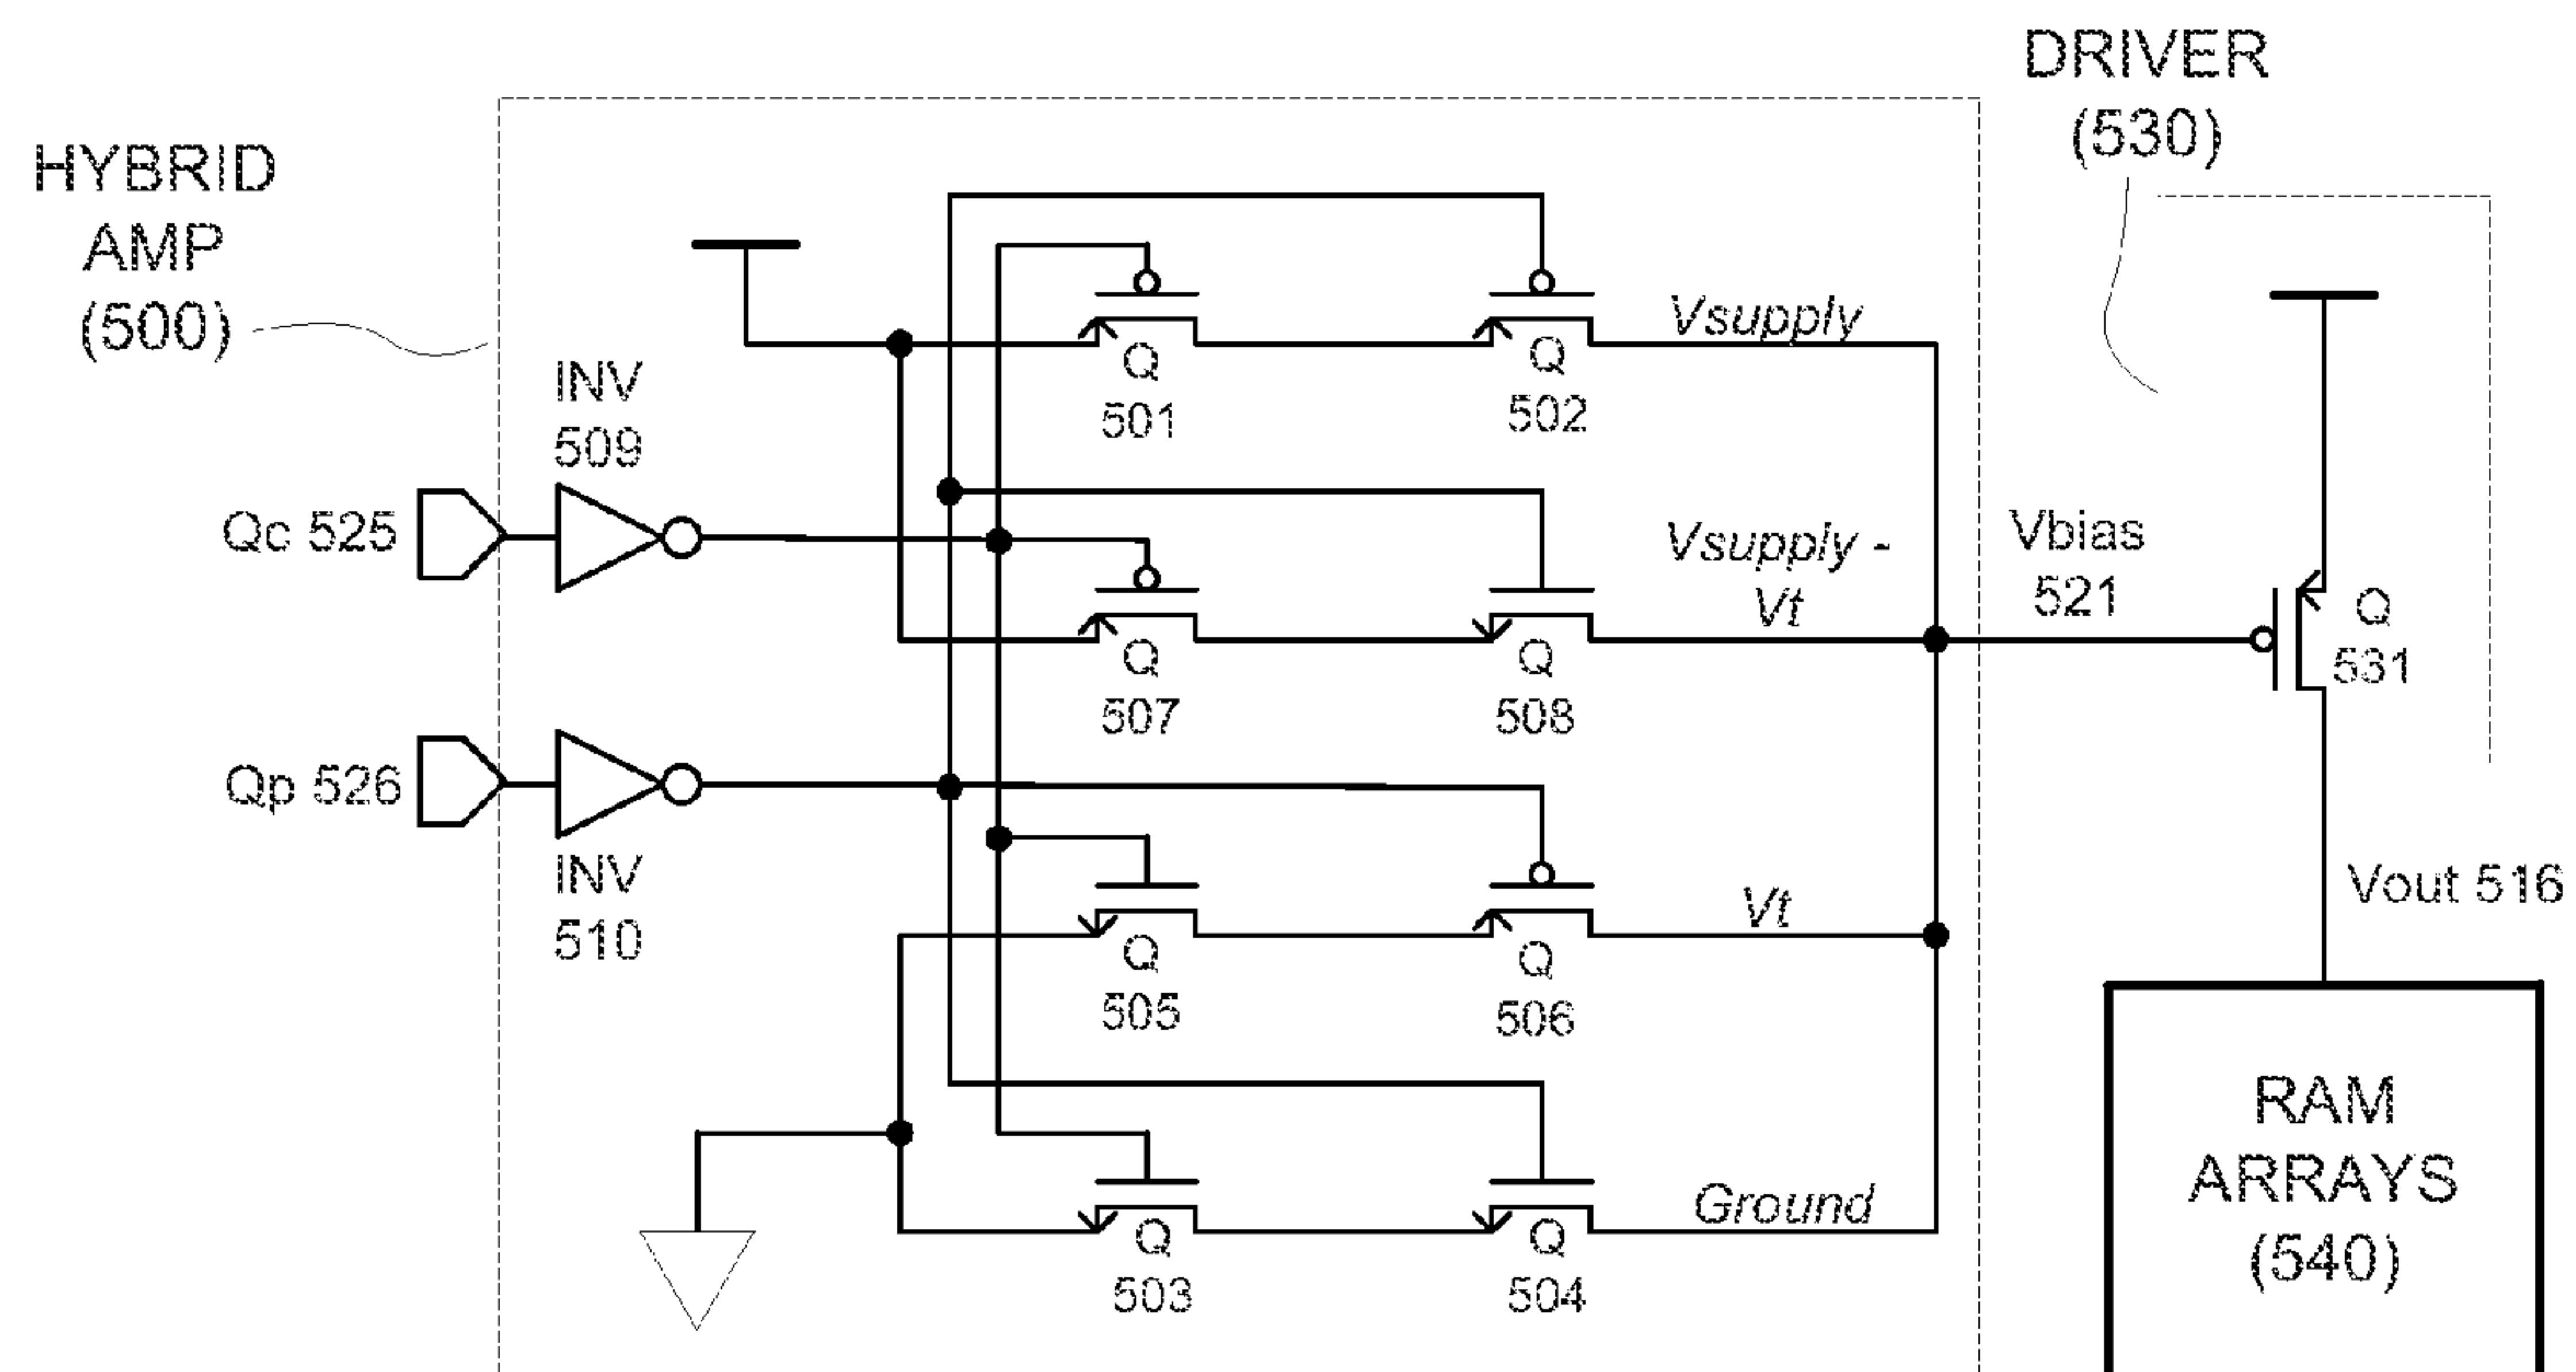 DRIVER
(530)
HYBRID
AMP
(500)
INV
509
Qc 525
Qp 526
INV
510
Q
501
Q
502
Vsupply
Q
507
Q
508
Vsupply -
Vt
Q
505
Q
506
Vt
Q
503
Q
504
Ground
Vbias
521
Q
531
Vout 516
RAM
ARRAYS
(540)